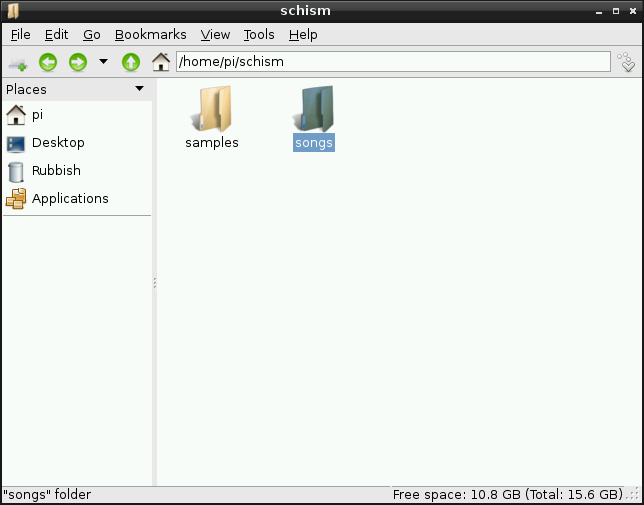 schism
File Edit Go Bookmarks View Tools Help
/home/pi/schism
Places
pi
Desktop
Rubbish
Applications
samples songs
"songs" folder Free space: 10.8 GB (Total: 15.6 GB)